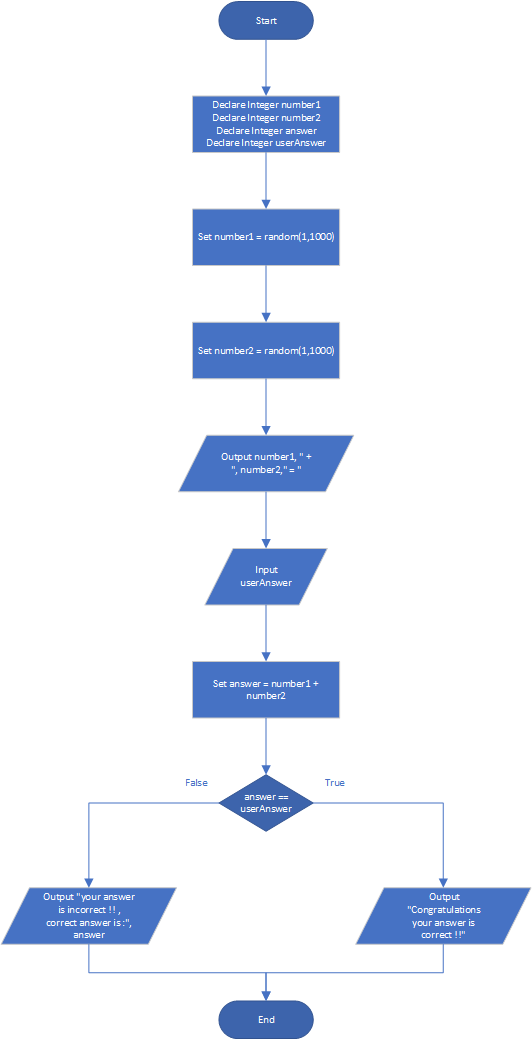 Start
Declare Integer number1
Declare Integer number2
Declare Integer answer
Declare Integer userAnswer
Set number1 = random(1,1000)
Set number2 = random(1,1000)
Output number1, " +
", number2," = "
Input
userAnswer
Set answer = number1 +
number2
False
True
answer ==
userAnswer
Output "your answer
is incorrect !! ,
correct answer is :",
answer
Output
"Congratulations
your answer is
correct !!"
End